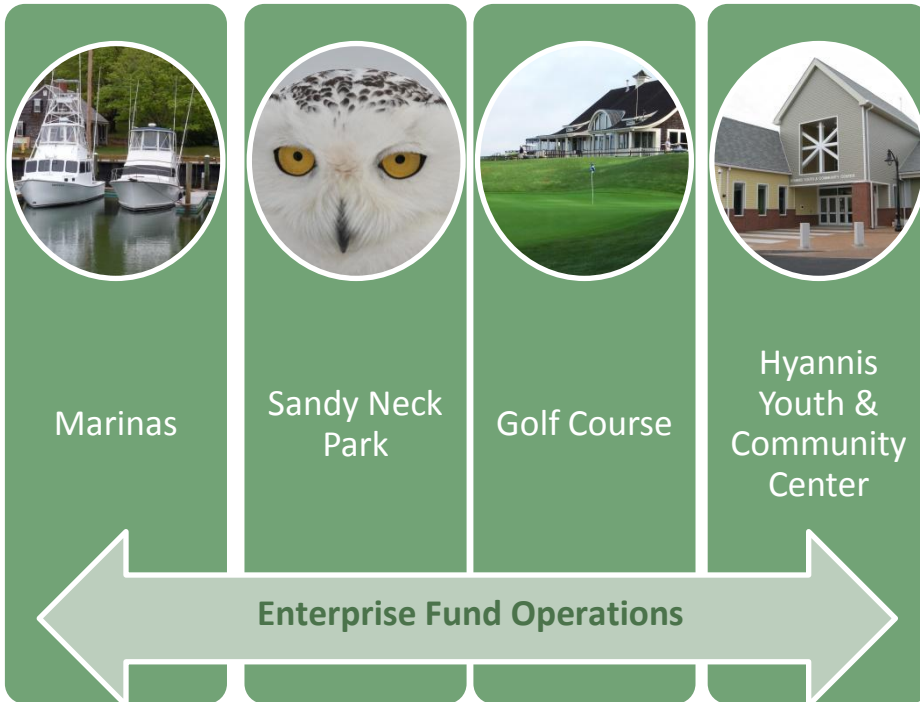 Marinas
Sandy Neck
Park
Golf Course
Hyannis
Youth &
Community
Center
Enterprise Fund Operations